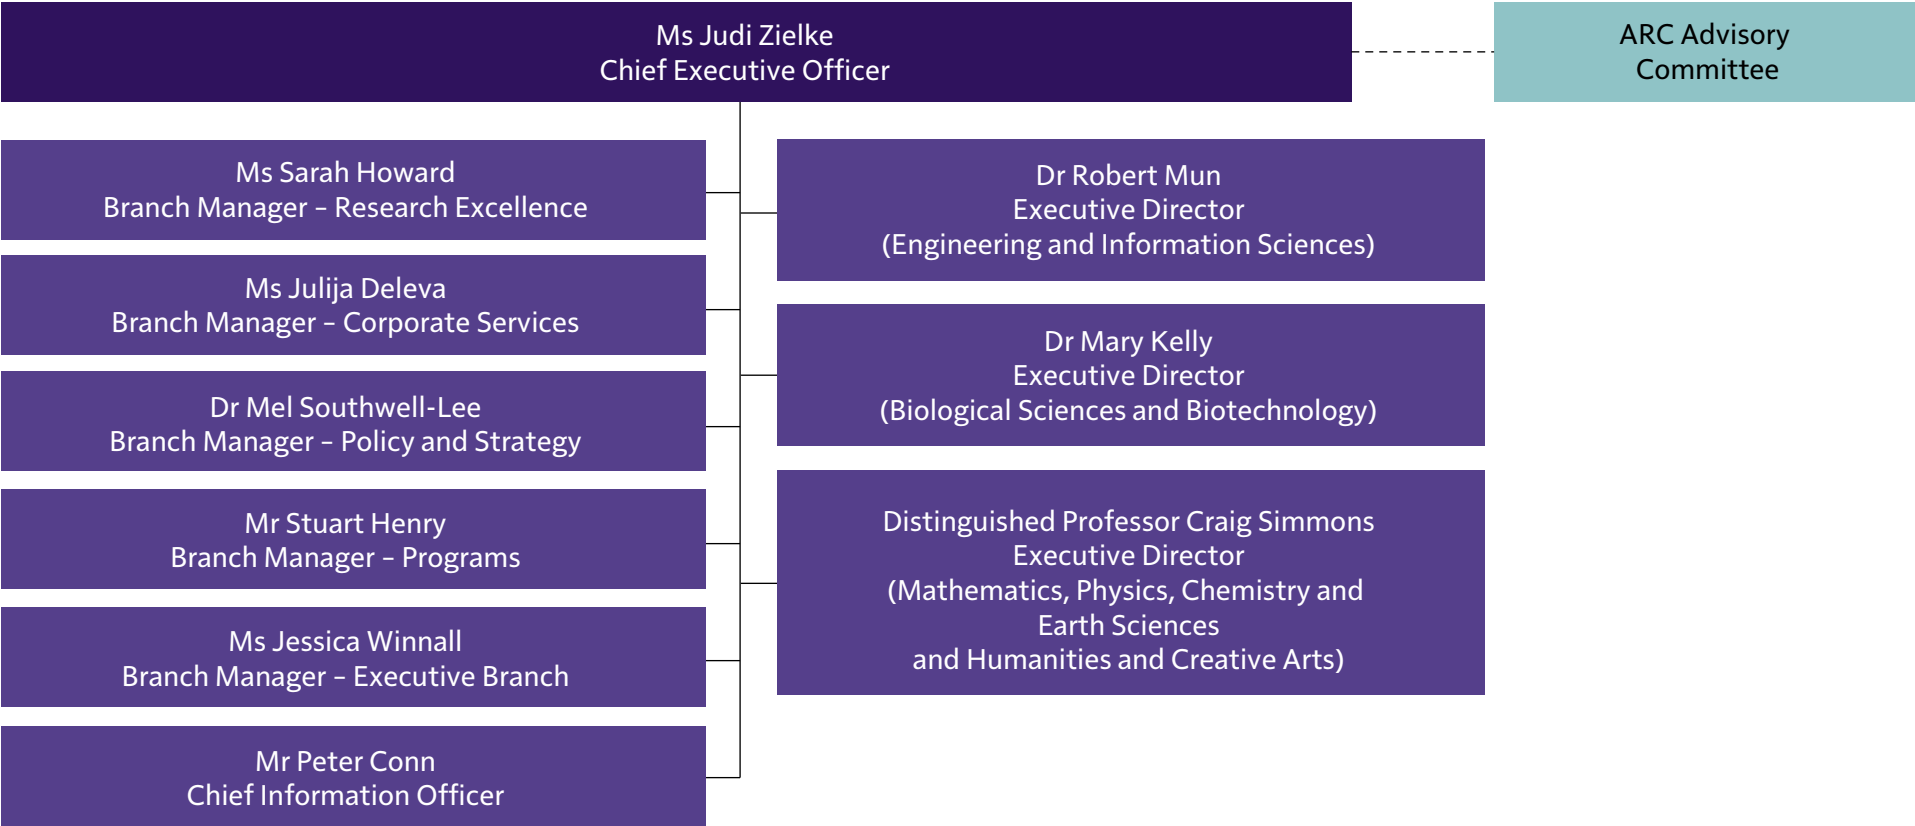 Ms Judi Zielke
Chief Executive Officer
ARC Advisory
Committee
Ms Sarah Howard
Branch Manager – Research Excellence
Ms Julija Deleva
Branch Manager – Corporate Services
Dr Mel Southwell-Lee
Branch Manager – Policy and Strategy
Mr Stuart Henry
Branch Manager – Programs
Ms Jessica Winnall
Branch Manager – Executive Branch
Mr Peter Conn
Chief Information Officer
Dr Robert Mun
Executive Director
(Engineering and Information Sciences)
Dr Mary Kelly
Executive Director
(Biological Sciences and Biotechnology)
Distinguished Professor Craig Simmons
Executive Director
(Mathematics, Physics, Chemistry and
Earth Sciences
and Humanities and Creative Arts)